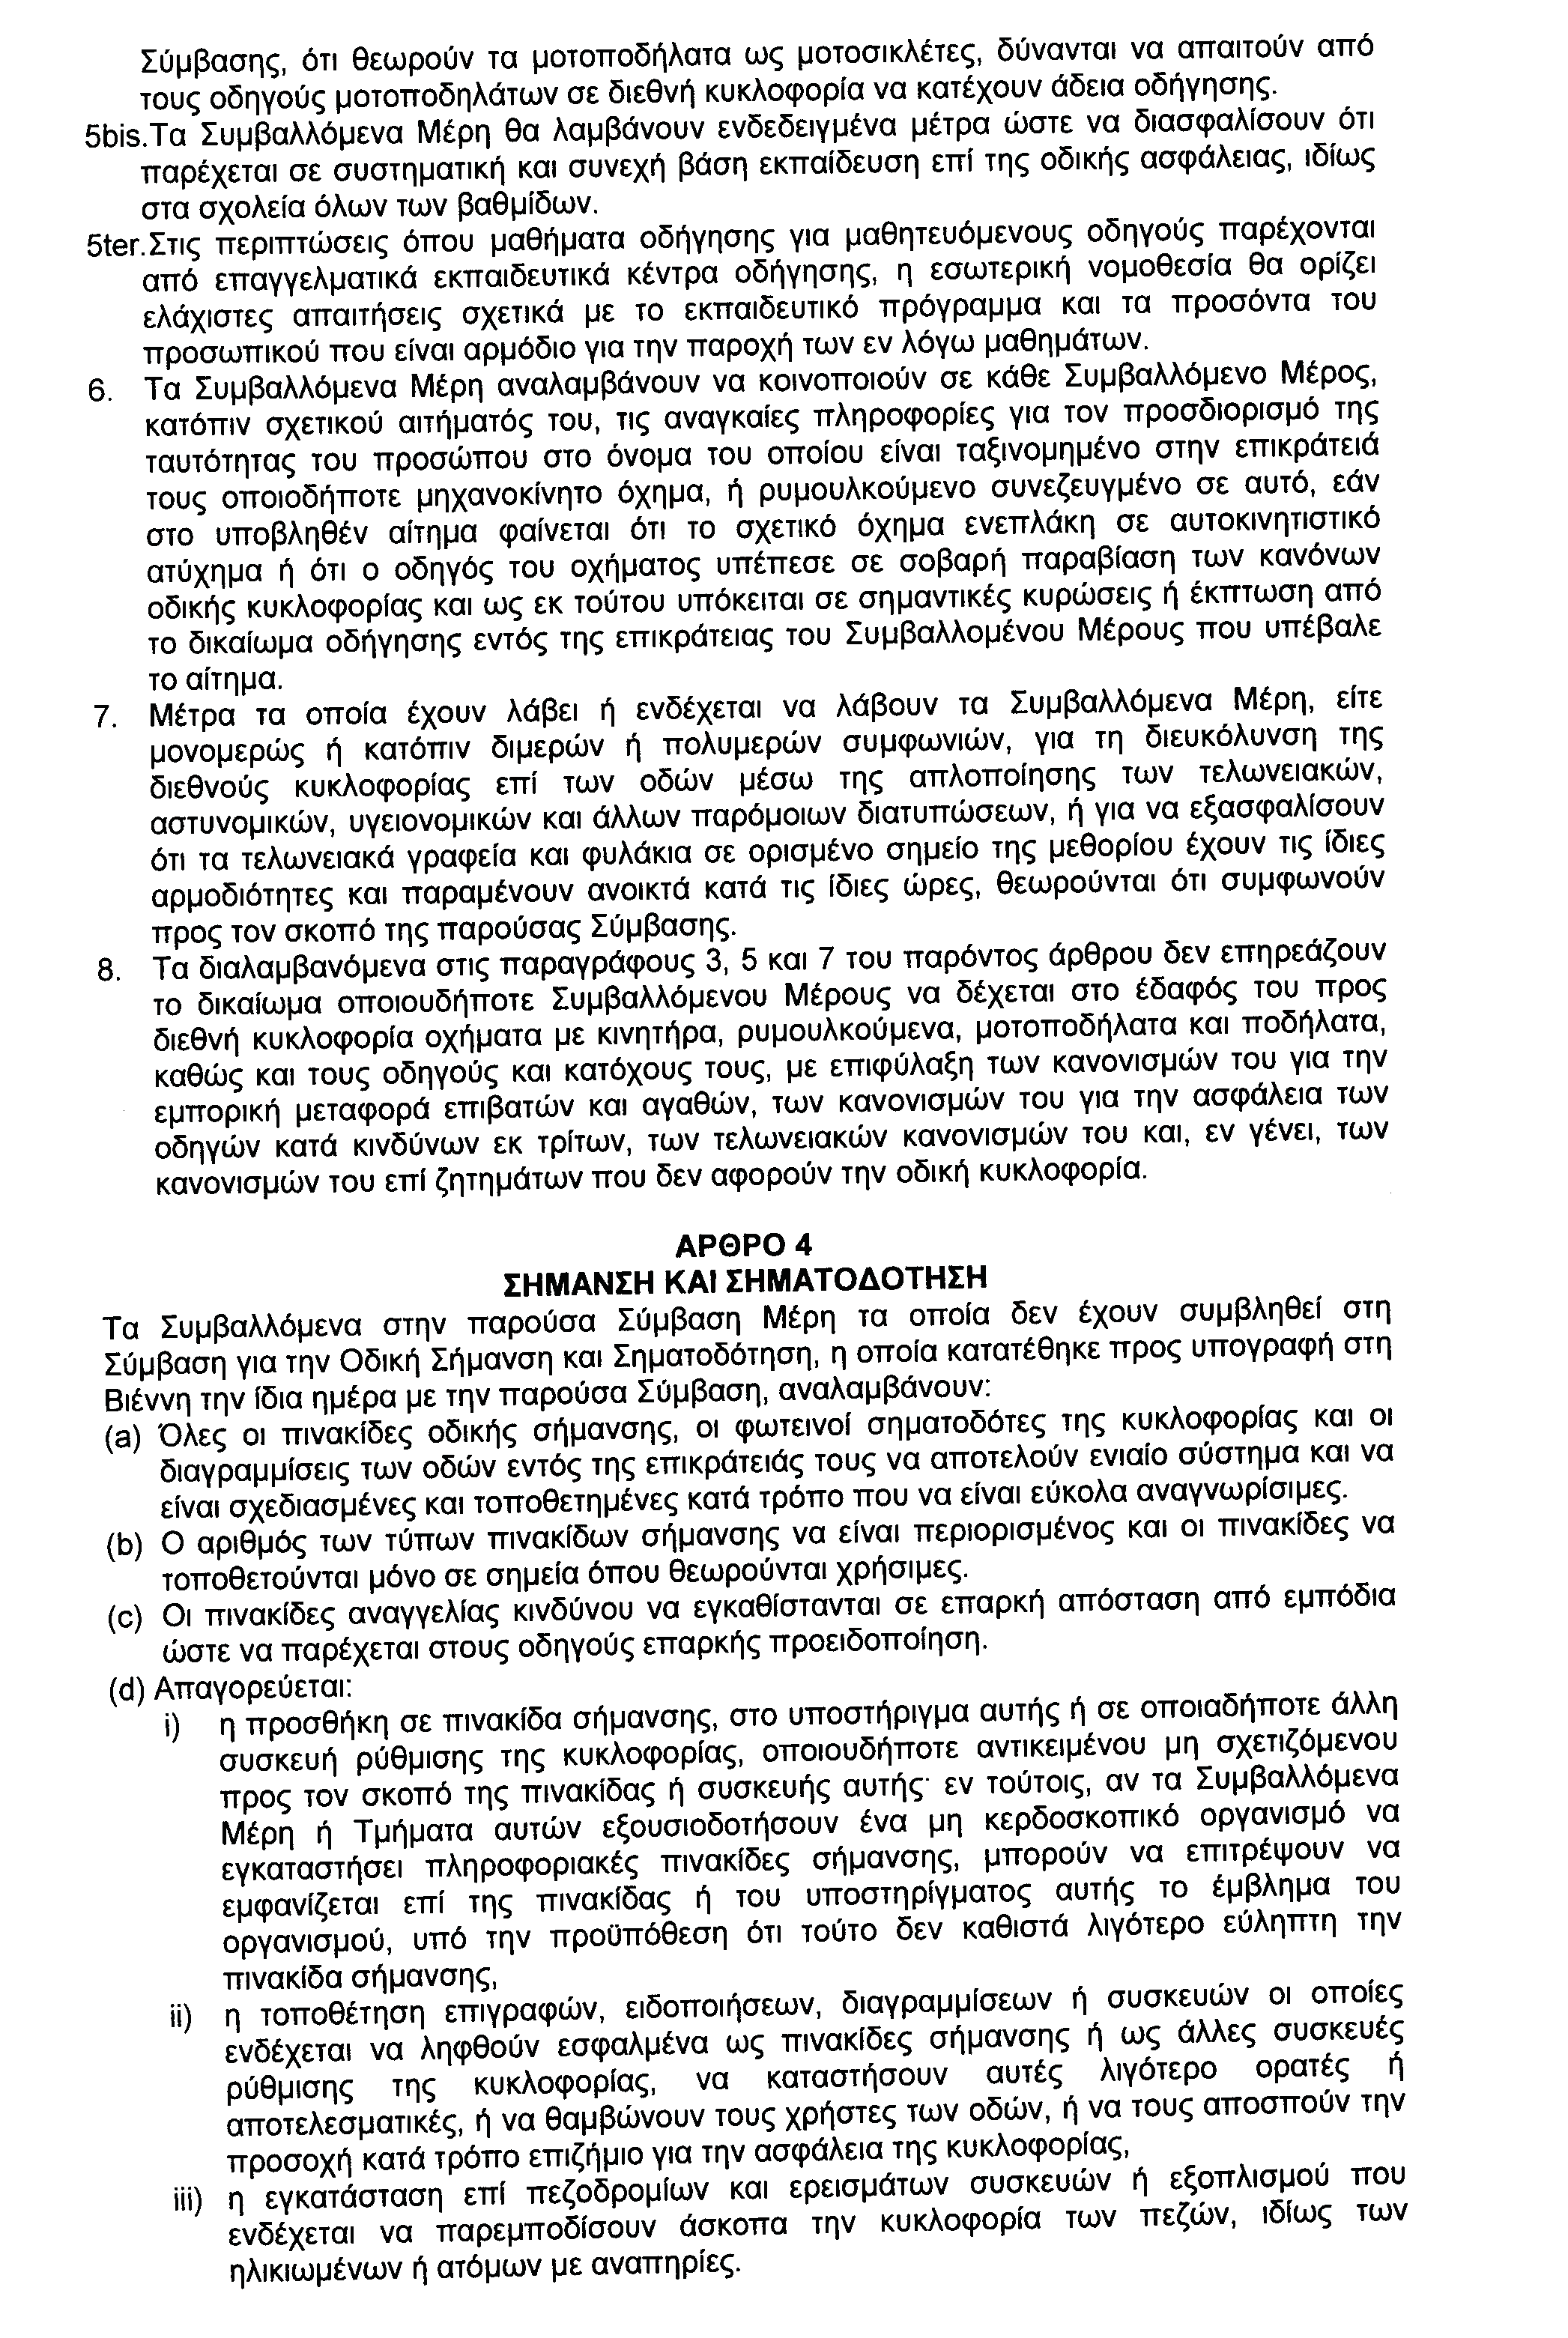 Σύμβασης, ότι θεωρούν τα μοτοποδήλατα ως μοτοσικλέτες, δύνανται να απαιτούν από
τους οδηγούς μοτοποδηλάτων σε διεθνή κυκλοφορία να κατέχουν άδεια οδήγησης.
5bis.Τα Συμβαλλόμενα Μέρη θα λαμβάνουν ενδεδειγμένα μέτρα ώστε να διασφαλίσουν ότι
παρέχεται σε συστηματική και συνεχή βάση εκπαίδευση επί της οδικής ασφάλειας, ιδίως
στα σχολεία όλων των βαθμίδων.
5ter.Στις περιπτώσεις όπου μαθήματα οδήγησης για μαθητευόμενους οδηγούς παρέχονται
από επαγγελματικά εκπαιδευτικά κέντρα οδήγησης, η εσωτερική νομοθεσία θα ορίζει
ελάχιστες απαιτήσεις σχετικά με το εκπαιδευτικό πρόγραμμα και τα προσόντα του
προσωπικού που είναι αρμόδιο για την παροχή των εν λόγω μαθημάτων.
6. Τα Συμβαλλόμενα Μέρη αναλαμβάνουν να κοινοποιούν σε κάθε Συμβαλλόμενο Μέρος,
κατόπιν σχετικού αιτήματός του, τις αναγκαίες πληροφορίες για τον προσδιορισμό της
ταυτότητας του προσώπου στο όνομα του οποίου είναι ταξινομημένο στην επικράτειά
τους οποιοδήποτε μηχανοκίνητο όχημα, ή ρυμουλκούμενο συνεζευγμένο σε αυτό, εάν
στο υποβληθέν αίτημα φαίνεται ότι το σχετικό όχημα ενεπλάκη σε αυτοκινητιστικό
ατύχημα ή ότι ο οδηγός του οχήματος υπέπεσε σε σοβαρή παραβίαση των κανόνων
οδικής κυκλοφορίας και ως εκ τούτου υπόκειται σε σημαντικές κυρώσεις ή έκπτωση από
το δικαίωμα οδήγησης εντός της επικράτειας του Συμβαλλομένου Μέρους που υπέβαλε
το αίτημα.
7. Μέτρα τα οποία έχουν λάβει ή ενδέχεται να λάβουν τα Συμβαλλόμενα Μέρη, είτε
μονομερώς ή κατόπιν διμερών ή πολυμερών συμφωνιών, για τη διευκόλυνση της
διεθνούς κυκλοφορίας επί των οδών μέσω της απλοποίησης των τελωνειακών,
αστυνομικών, υγειονομικών και άλλων παρόμοιων διατυπώσεων, ή για να εξασφαλίσουν
ότι τα τελωνειακά γραφεία και φυλάκια σε ορισμένο σημείο της μεθορίου έχουν τις ίδιες
αρμοδιότητες και παραμένουν ανοικτά κατά τις ίδιες ώρες, θεωρούνται ότι συμφωνούν
προς τον σκοπό της παρούσας Σύμβασης.
8. Τα διαλαμβανόμενα στις παραγράφους 3, 5 και 7 του παρόντος άρθρου δεν επηρεάζουν
το δικαίωμα οποιουδήποτε Συμβαλλόμενου Μέρους να δέχεται στο έδαφός του προς
διεθνή κυκλοφορία οχήματα με κινητήρα, ρυμουλκούμενα, μοτοποδήλατα και ποδήλατα,
καθώς και τους οδηγούς και κατόχους τους, με επιφύλαξη των κανονισμών του για την
εμπορική μεταφορά επιβατών και αγαθών, των κανονισμών του για την ασφάλεια των
οδηγών κατά κινδύνων εκ τρίτων, των τελωνειακών κανονισμών του και, εν γένει, των
κανονισμών του επί ζητημάτων που δεν αφορούν την οδική κυκλοφορία.
ΑΡΘΡΟ 4
ΣΗΜΑΝΣΗ ΚΑΙ ΣΗΜΑΤΟΔΟΤΗΣΗ
Τα Συμβαλλόμενα στην παρούσα Σύμβαση Μέρη τα οποία δεν έχουν συμβληθεί στη
Σύμβαση για την Οδική Σήμανση και Σηματοδότηση, η οποία κατατέθηκε προς υπογραφή στη
Βιέννη την ίδια ημέρα με την παρούσα Σύμβαση, αναλαμβάνουν:
(a) Όλες οι πινακίδες οδικής σήμανσης, οι φωτεινοί σηματοδότες της κυκλοφορίας και οι
διαγραμμίσεις των οδών εντός της επικράτειάς τους να αποτελούν ενιαίο σύστημα και να
είναι σχεδιασμένες και τοποθετημένες κατά τρόπο που να είναι εύκολα αναγνωρίσιμες.
(b) Ο αριθμός των τύπων πινακίδων σήμανσης να είναι περιορισμένος και οι πινακίδες να
τοποθετούνται μόνο σε σημεία όπου θεωρούνται χρήσιμες.
(c) Οι πινακίδες αναγγελίας κινδύνου να εγκαθίστανται σε επαρκή απόσταση από εμπόδια
ώστε να παρέχεται στους οδηγούς επαρκής προειδοποίηση.
(d) Απαγορεύεται:
i) η προσθήκη σε πινακίδα σήμανσης, στο υποστήριγμα αυτής ή σε οποιαδήποτε άλλη
συσκευή ρύθμισης της κυκλοφορίας, οποιουδήποτε αντικειμένου μη σχετιζόμενου
προς τον σκοπό της πινακίδας ή συσκευής αυτής· εν τούτοις, αν τα Συμβαλλόμενα
Μέρη ή Τμήματα αυτών εξουσιοδοτήσουν ένα μη κερδοσκοπικό οργανισμό να
εγκαταστήσει πληροφοριακές πινακίδες σήμανσης, μπορούν να επιτρέψουν να
εμφανίζεται επί της πινακίδας ή του υποστηρίγματος αυτής το έμβλημα του
οργανισμού, υπό την προϋπόθεση ότι τούτο δεν καθιστά λιγότερο εύληπτη την
πινακίδα σήμανσης,
ii) η τοποθέτηση επιγραφών, ειδοποιήσεων, διαγραμμίσεων ή συσκευών οι οποίες
ενδέχεται να ληφθούν εσφαλμένα ως πινακίδες σήμανσης ή ως άλλες συσκευές
ρύθμισης της κυκλοφορίας, να καταστήσουν αυτές λιγότερο ορατές ή
αποτελεσματικές, ή να θαμβώνουν τους χρήστες των οδών, ή να τους αποσπούν την
προσοχή κατά τρόπο επιζήμιο για την ασφάλεια της κυκλοφορίας,
iii) η εγκατάσταση επί πεζοδρομίων και ερεισμάτων συσκευών ή εξοπλισμού που
ενδέχεται να παρεμποδίσουν άσκοπα την κυκλοφορία των πεζών, ιδίως των
ηλικιωμένων ή ατόμων με αναπηρίες.